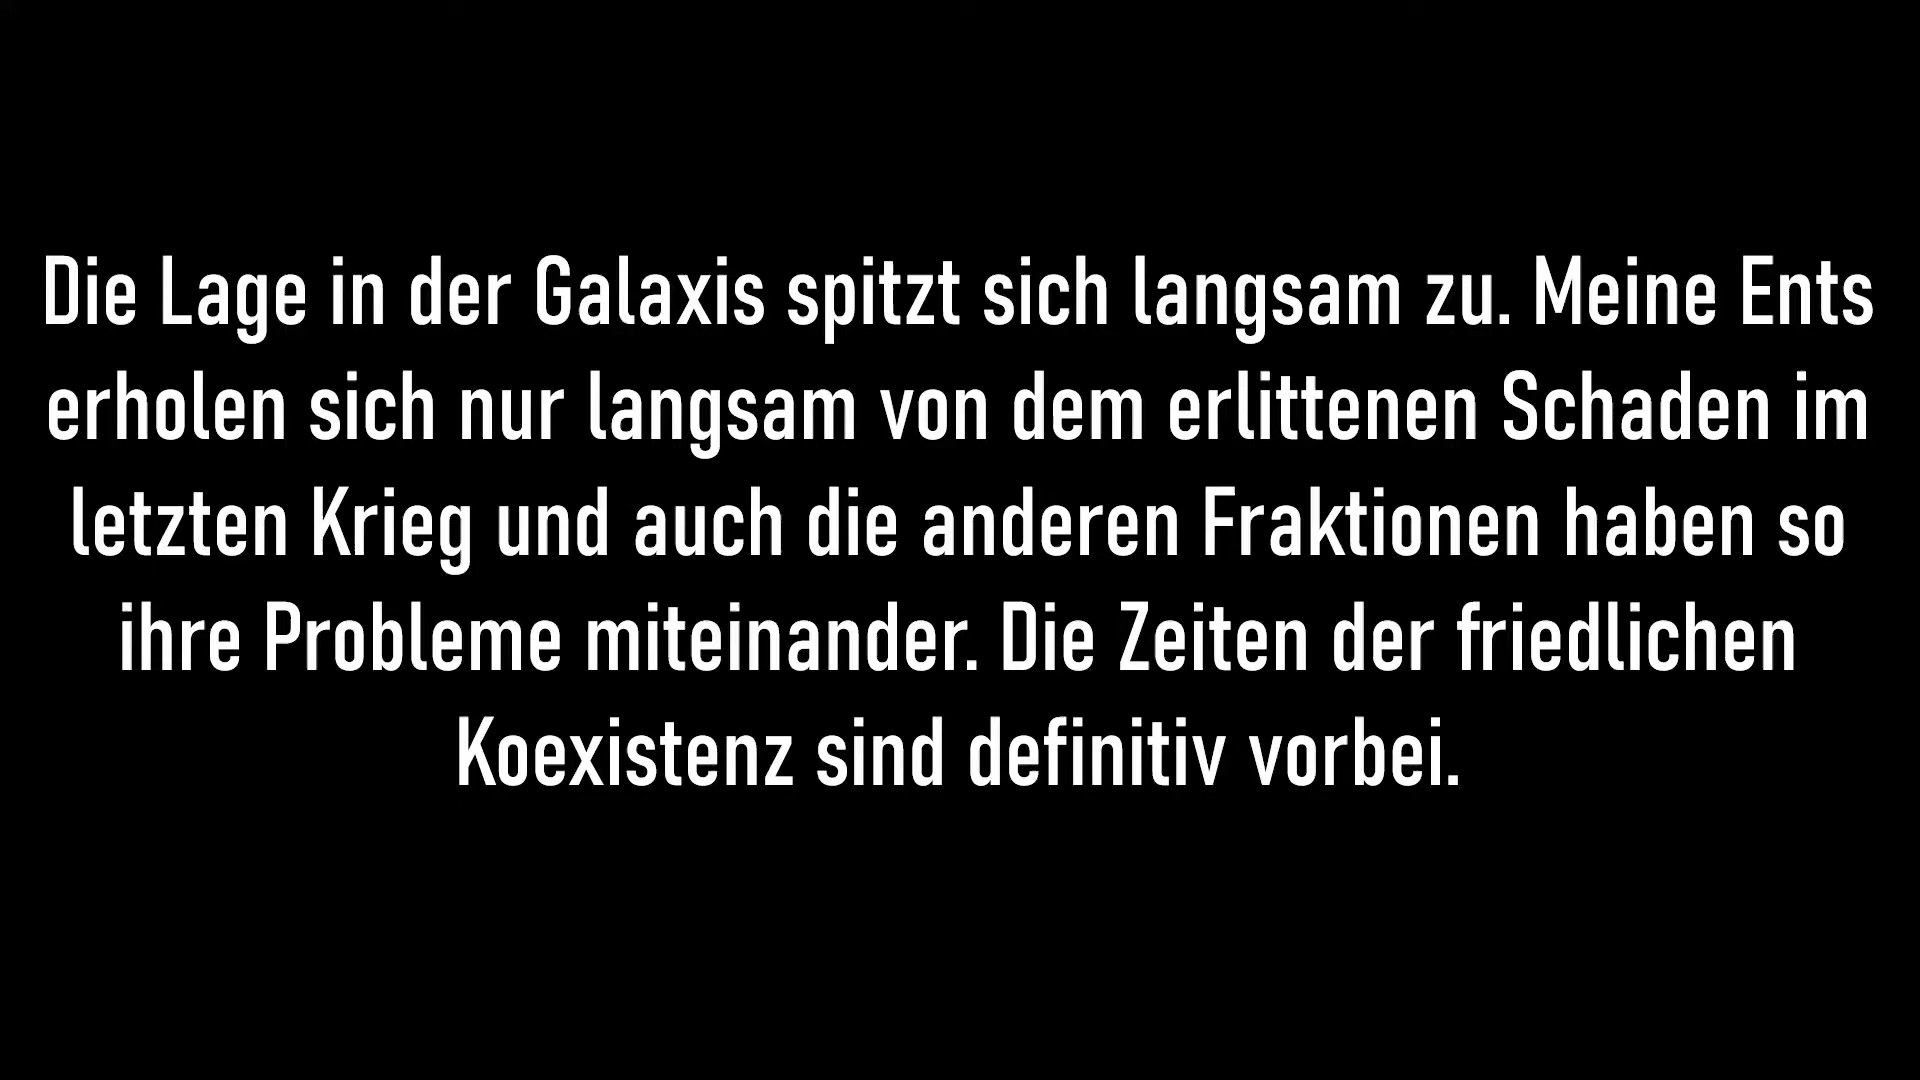 Die Lage in der Galaxis spitzt sich langsam zu. Meine Ents
erholen sich nur langsam von dem erlittenen Schaden im
letzten Krieg und auch die anderen Fraktionen haben so
ihre Probleme miteinander. Die Zeiten der friedlichen
Koexistenz sind definitiv vorbei.